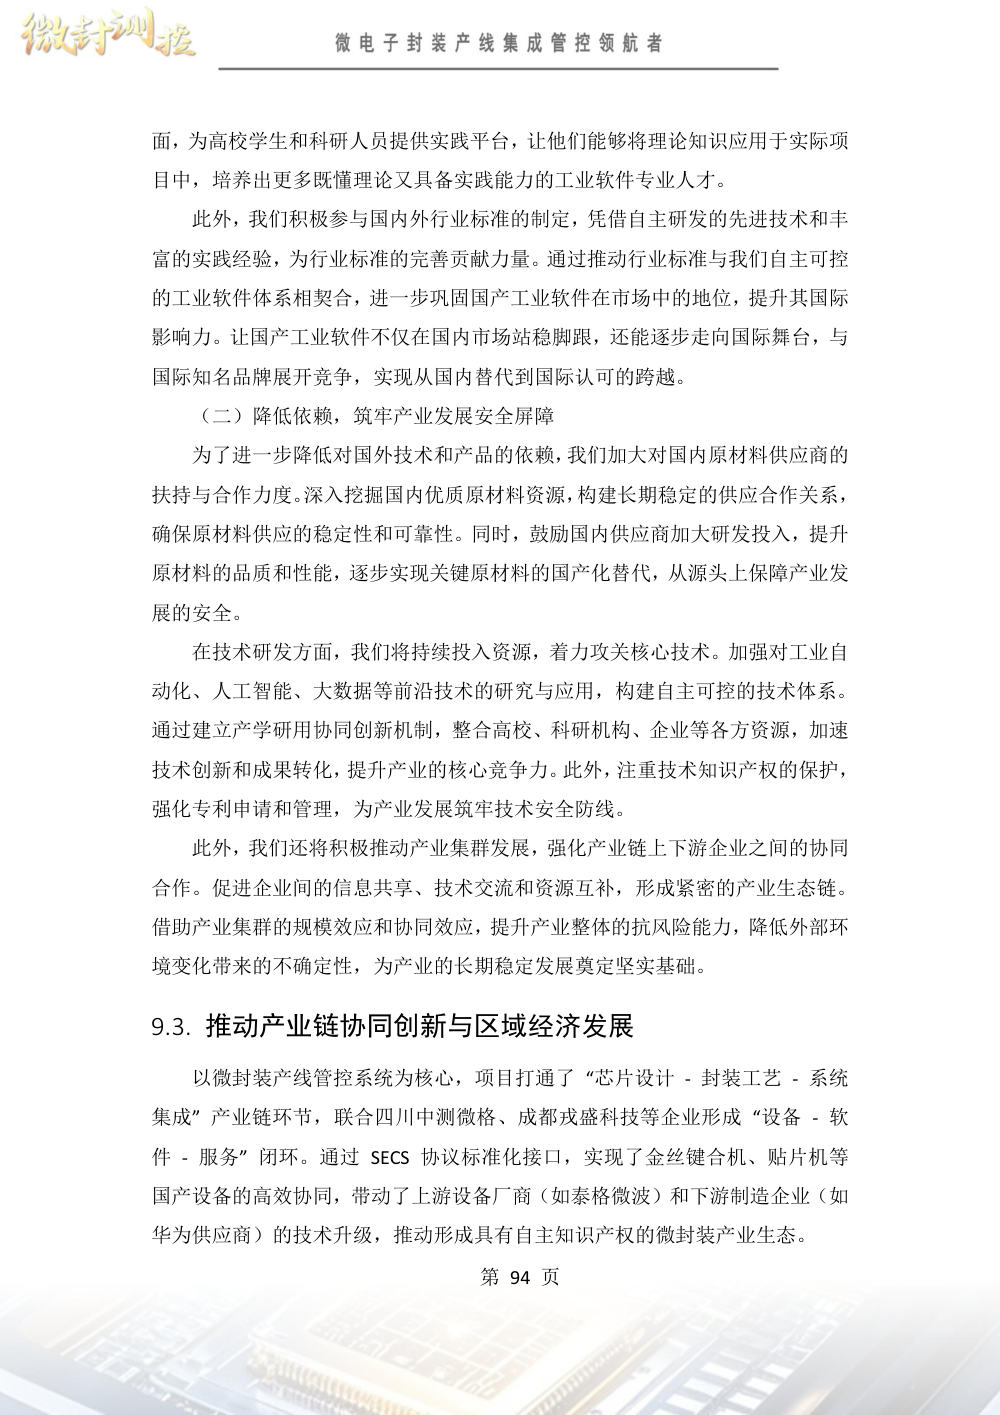 微封测控
微电子封装产线集成管控领航者
面，为高校学生和科研人员提供实践平台，让他们能够将理论知识应用于实际项
目中，培养出更多既懂理论又具备实践能力的工业软件专业人才。
此外，我们积极参与国内外行业标准的制定，凭借自主研发的先进技术和丰
富的实践经验，为行业标准的完善贡献力量。通过推动行业标准与我们自主可控
的工业软件体系相契合，进一步巩固国产工业软件在市场中的地位，提升其国际
影响力。让国产工业软件不仅在国内市场站稳脚跟，还能逐步走向国际舞台，与
国际知名品牌展开竞争，实现从国内替代到国际认可的跨越。
（二）降低依赖，筑牢产业发展安全屏障
为了进一步降低对国外技术和产品的依赖，我们加大对国内原材料供应商的
扶持与合作力度。深入挖掘国内优质原材料资源，构建长期稳定的供应合作关系，
确保原材料供应的稳定性和可靠性。同时，鼓励国内供应商加大研发投入，提升
原材料的品质和性能，逐步实现关键原材料的国产化替代，从源头上保障产业发
展的安全。
在技术研发方面，我们将持续投入资源，着力攻关核心技术。加强对工业自
动化、人工智能、大数据等前沿技术的研究与应用，构建自主可控的技术体系。
通过建立产学研用协同创新机制，整合高校、科研机构、企业等各方资源，加速
技术创新和成果转化，提升产业的核心竞争力。此外，注重技术知识产权的保护，
强化专利申请和管理，为产业发展筑牢技术安全防线。
此外，我们还将积极推动产业集群发展，强化产业链上下游企业之间的协同
合作。促进企业间的信息共享、技术交流和资源互补，形成紧密的产业生态链。
借助产业集群的规模效应和协同效应，提升产业整体的抗风险能力，降低外部环
境变化带来的不确定性，为产业的长期稳定发展奠定坚实基础。
9.3. 推动产业链协同创新与区域经济发展
以微封装产线管控系统为核心，项目打通了 “芯片设计 - 封装工艺 - 系统
集成” 产业链环节，联合四川中测微格、成都戎盛科技等企业形成 “设备 - 软
件 - 服务” 闭环。通过 SECS 协议标准化接口，实现了金丝键合机、贴片机等
国产设备的高效协同，带动了上游设备厂商（如泰格微波）和下游制造企业（如
华为供应商）的技术升级，推动形成具有自主知识产权的微封装产业生态。
第 94 页